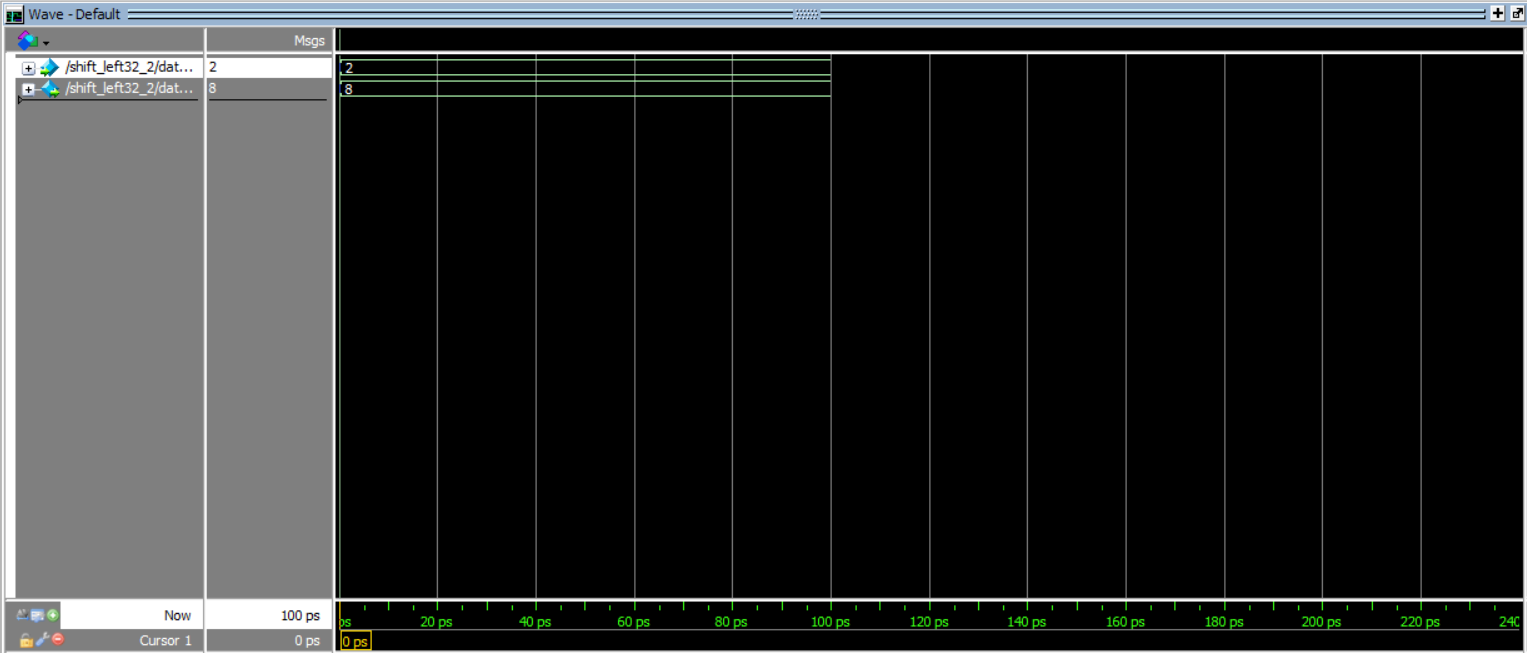 Wave - Default
Msgs
/shift_left32_2/dat... 2 2
/shift_left32_2/dat... 8 8
Now 100 ps
20 ps 40 ps 60 ps 80 ps 100 ps 120 ps 140 ps 160 ps 180 ps 200 ps 220 ps 240
Cursor 1 0 ps 0 ps